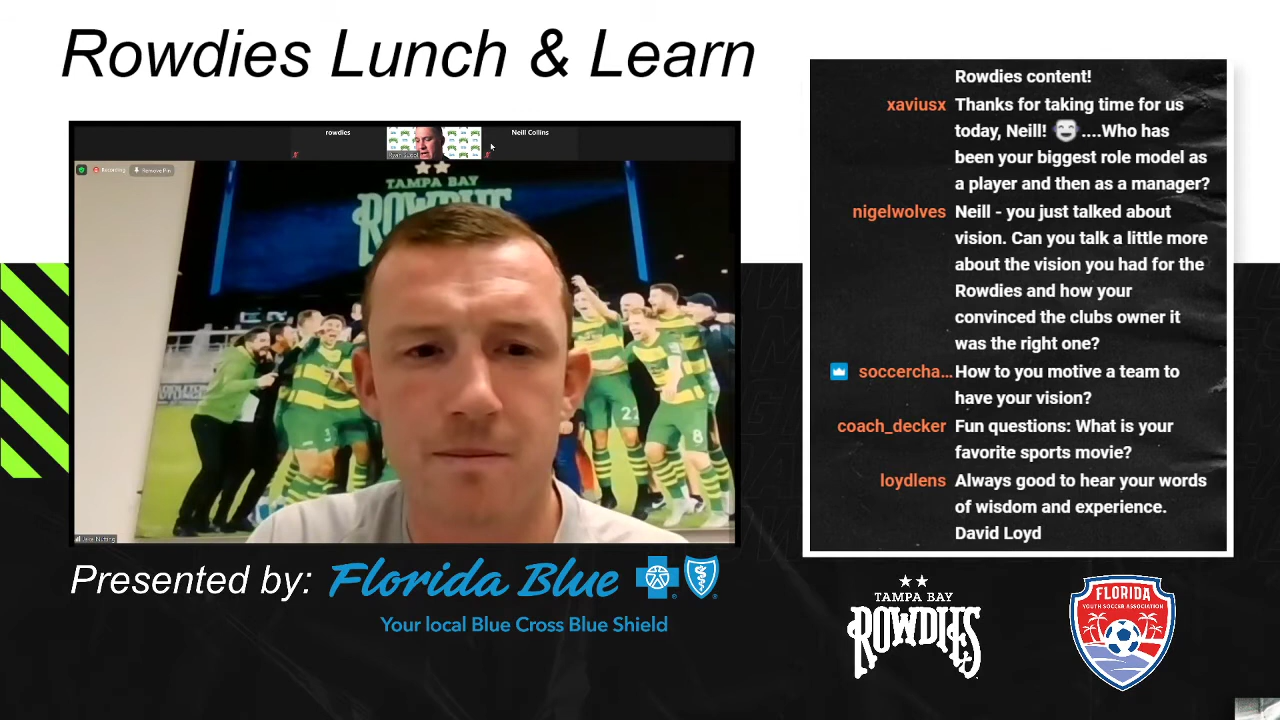 Rowdies Lunch & Learn
rowdies
Neill Collins
Recording
Remove Pin
TAMPA BAY
ROWDIES
22
8
Rowdies content!
xaviusx Thanks for taking time for us
today, Neill! ....Who has
been your biggest role model as
a player and then as a manager?
nigelwolves Neill - you just talked about
vision. Can you talk a little more
about the vision you had for the
Rowdies and how your
convinced the clubs owner it
was the right one?
soccercha... How to you motive a team to
have your vision?
coach_decker Fun questions: What is your
favorite sports movie?
loydlens Always good to hear your words
of wisdom and experience.
David Loyd
Presented by: Florida Blue
Your local Blue Cross Blue Shield
TAMPA BAY
ROWDIES
FLORIDA
YOUTH SOCCER ASSOCIATION